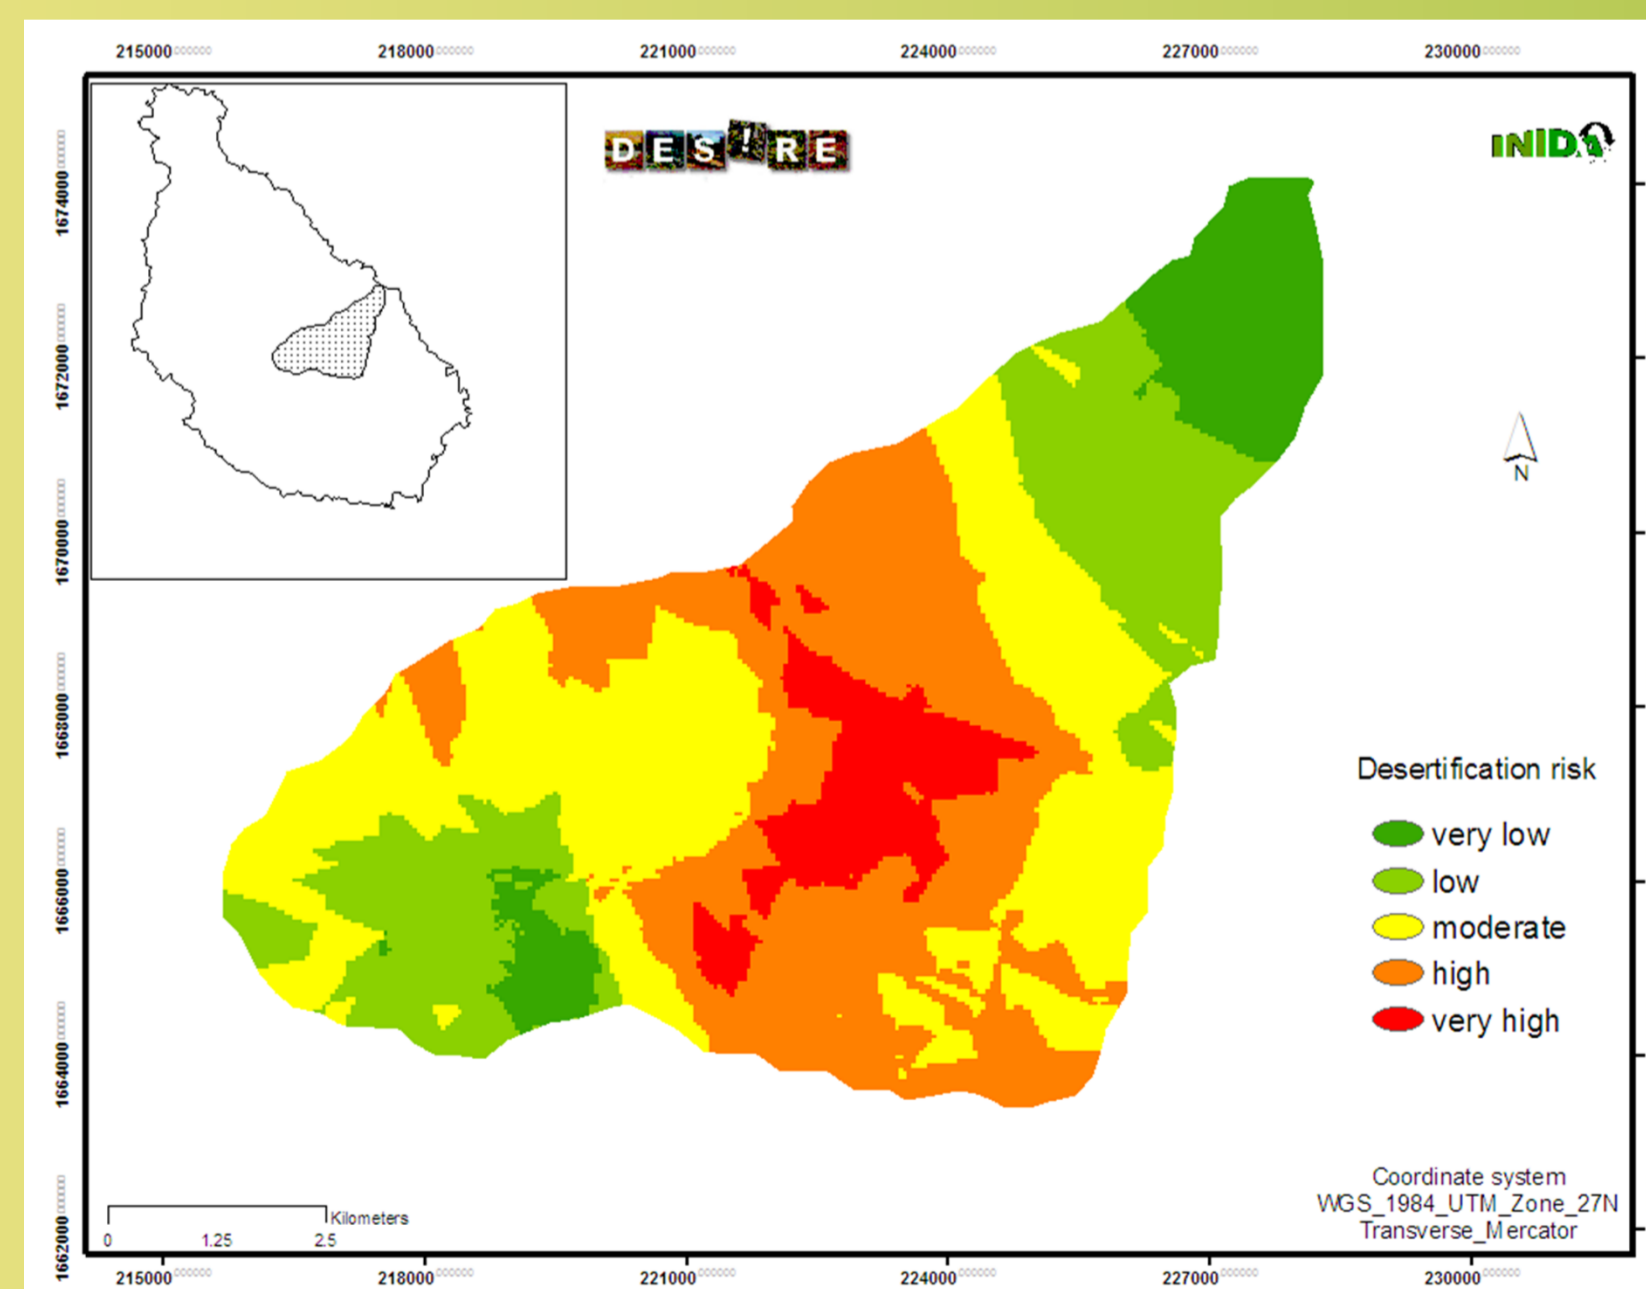 215000 218000 221000 224000 227000 230000
DES!RE
INIDA
1674000
1672000
1670000
1668000
1666000
1664000
1662000
N
Desertification risk
very low
low
moderate
high
very high
Coordinate system
WGS_1984_UTM_Zone_27N
Transverse_Mercator
Kilometers
0 1.25 2.5
215000 218000 221000 224000 227000 230000